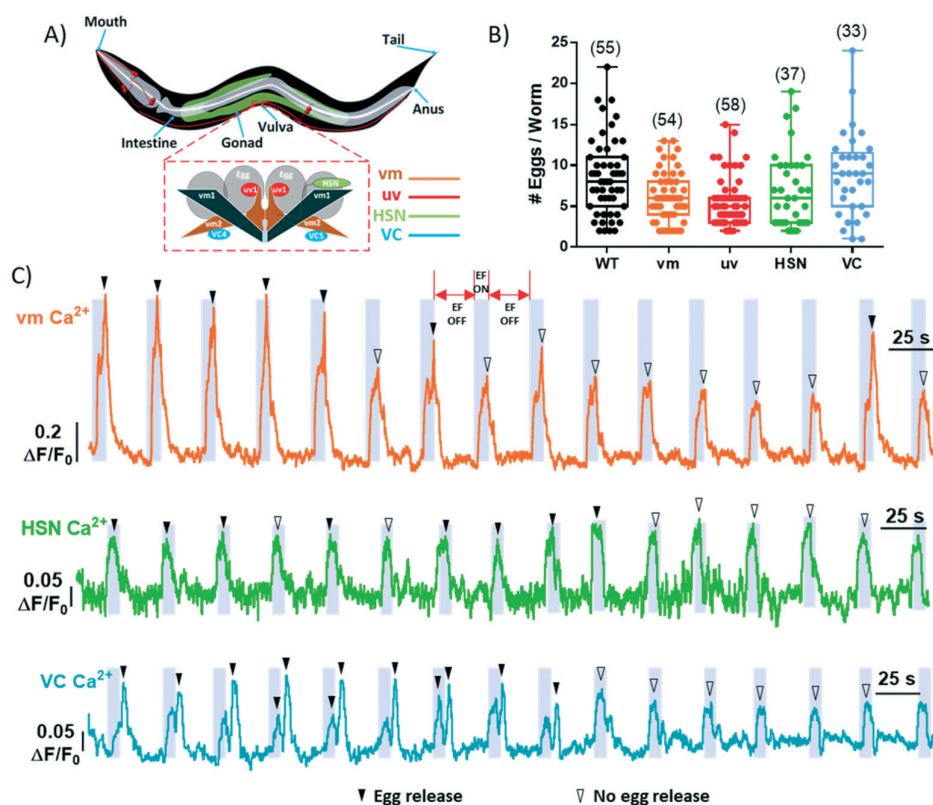 A)
Mouth
Tail
Anus
Vulva
Intestine
Gonad
Egg
Egg
HSN
uv1
uv1
vm1
vm1
vm2
vm2
VC4
VC5
vm
uv
HSN
VC
B)
# Eggs / Worm
25
20
15
10
5
0
(55)
(54)
(58)
(37)
(33)
WT
vm
uv
HSN
VC
C)
vm Ca2+
EF
ON
EF
OFF
EF
OFF
25 s
0.2
ΔF/F0
HSN Ca2+
25 s
0.05
ΔF/F0
VC Ca2+
25 s
0.05
ΔF/F0
Egg release
No egg release